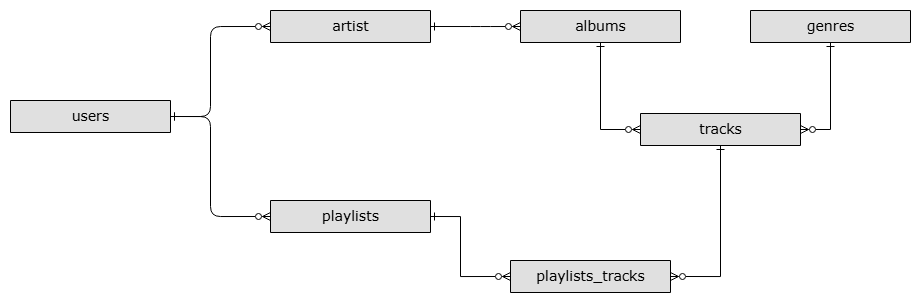 artist
albums
genres
users
tracks
playlists
playlists_tracks